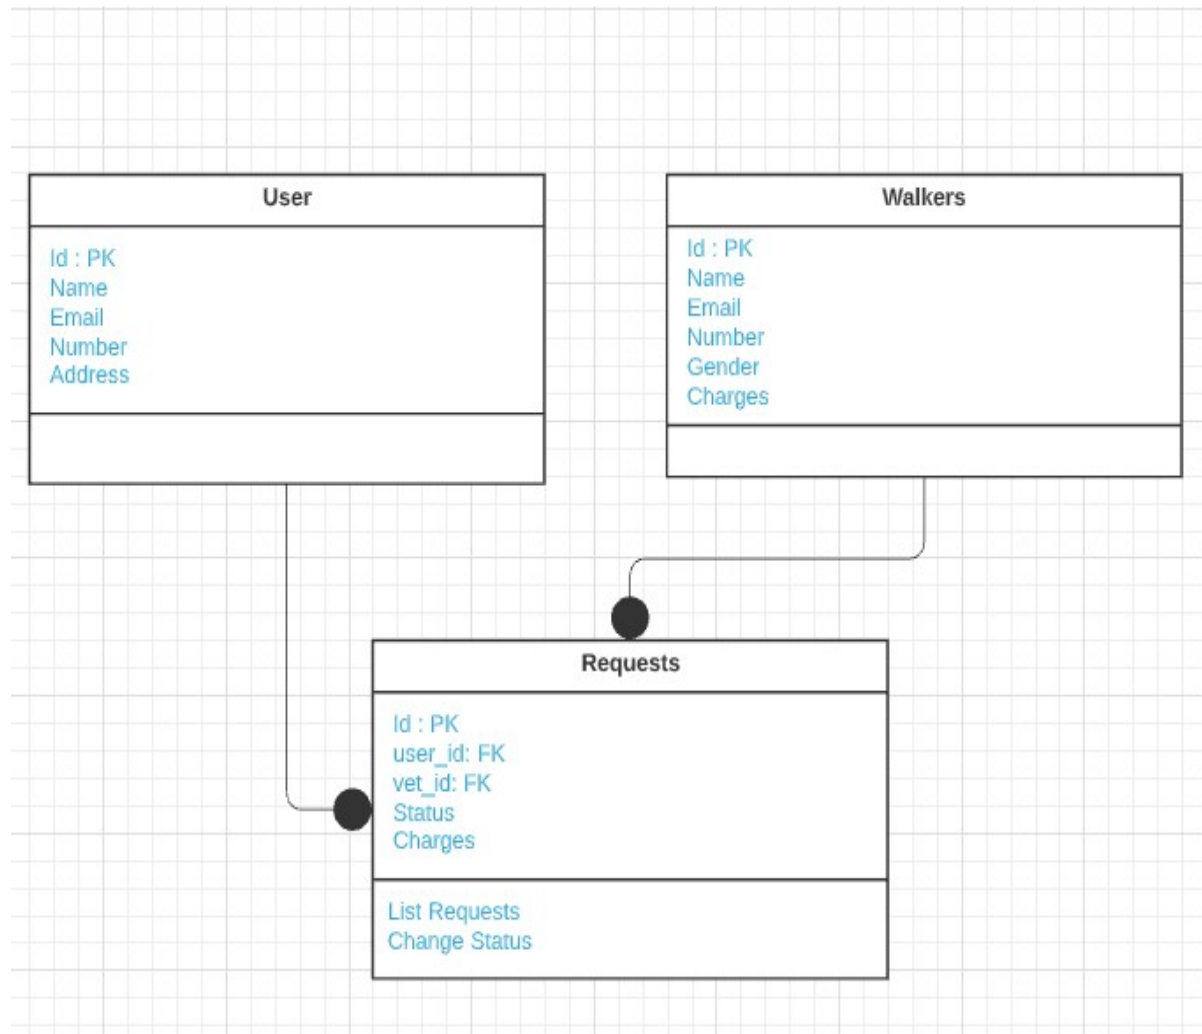 User
Id : PK
Name
Email
Number
Address
Walkers
Id : PK
Name
Email
Number
Gender
Charges
Requests
Id : PK
user_id: FK
vet_id: FK
Status
Charges
List Requests
Change Status